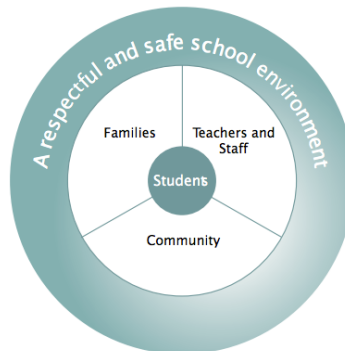 A respectful and safe school environment
Families
Teachers and
Staff
Students
Community